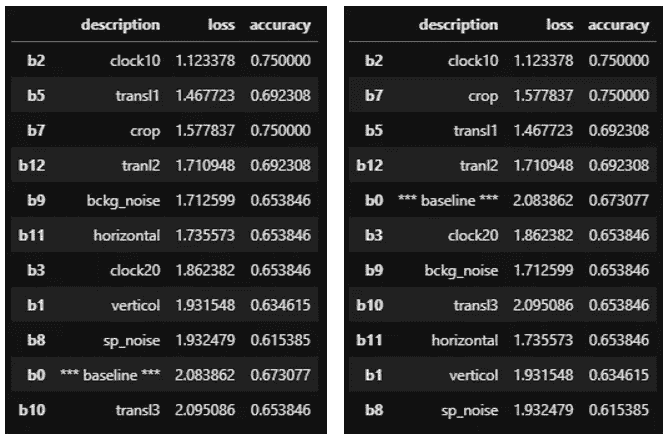 description loss accuracy
b2 clock10 1.123378 0.750000
b5 transl1 1.467723 0.692308
b7 crop 1.577837 0.750000
b12 tranl2 1.710948 0.692308
b9 bckg_noise 1.712599 0.653846
b11 horizontal 1.735573 0.653846
b3 clock20 1.862382 0.653846
b1 verticol 1.931548 0.634615
b8 sp_noise 1.932479 0.615385
b0 *** baseline *** 2.083862 0.673077
b10 transl3 2.095086 0.653846
description loss accuracy
b2 clock10 1.123378 0.750000
b7 crop 1.577837 0.750000
b5 transl1 1.467723 0.692308
b12 tranl2 1.710948 0.692308
b0 *** baseline *** 2.083862 0.673077
b3 clock20 1.862382 0.653846
b9 bckg_noise 1.712599 0.653846
b10 transl3 2.095086 0.653846
b11 horizontal 1.735573 0.653846
b1 verticol 1.931548 0.634615
b8 sp_noise 1.932479 0.615385